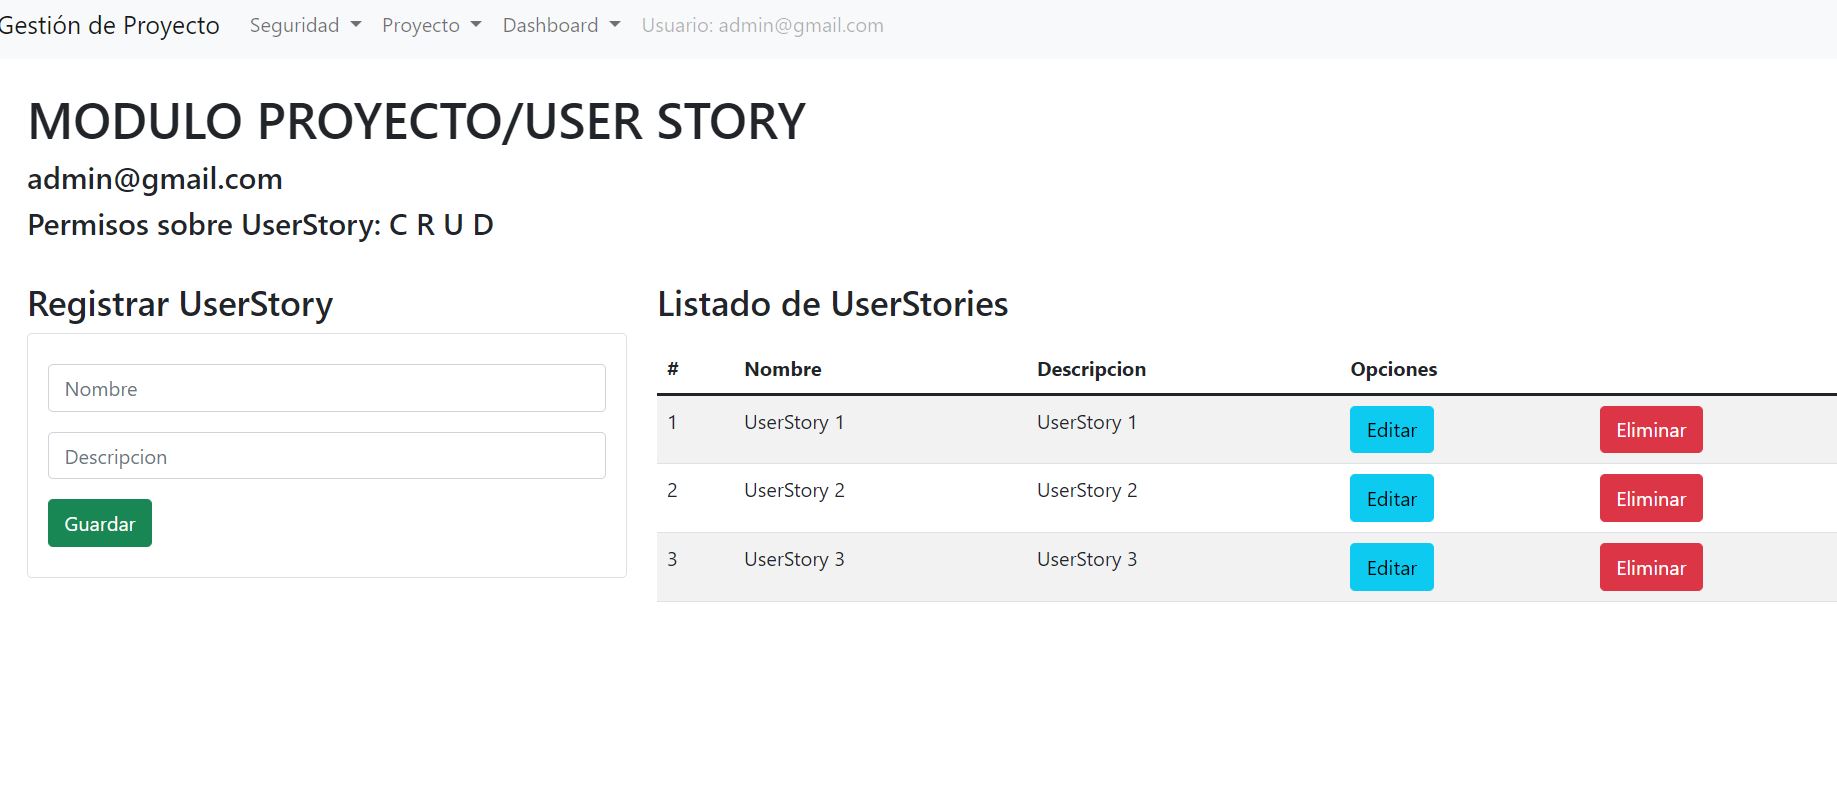 Gestión de Proyecto Seguridad Proyecto Dashboard Usuario: admin@gmail.com
MODULO PROYECTO/USER STORY
admin@gmail.com
Permisos sobre UserStory: C R U D
Registrar UserStory
Nombre
Descripcion
Guardar
Listado de UserStories
# Nombre Descripcion Opciones
1 UserStory 1 UserStory 1 Editar Eliminar
2 UserStory 2 UserStory 2 Editar Eliminar
3 UserStory 3 UserStory 3 Editar Eliminar